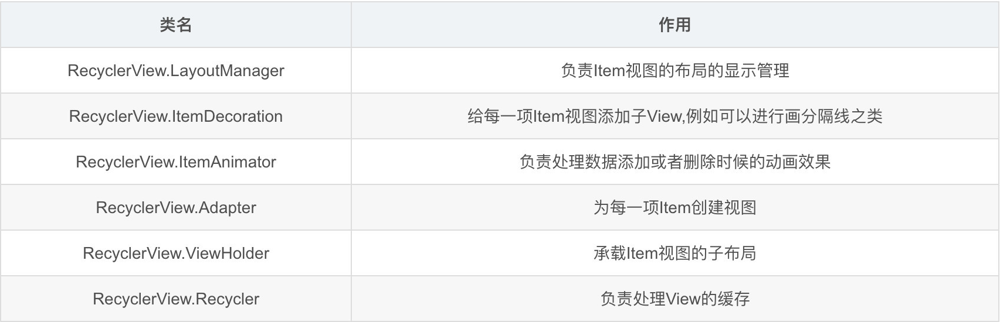 类名
作用
RecyclerView.LayoutManager
负责Item视图的布局的显示管理
RecyclerView.ItemDecoration
给每一项Item视图添加子View,例如可以进行画分隔线之类
RecyclerView.ItemAnimator
负责处理数据添加或者删除时候的动画效果
RecyclerView.Adapter
为每一项Item创建视图
RecyclerView.ViewHolder
承载Item视图的子布局
RecyclerView.Recycler
负责处理View的缓存